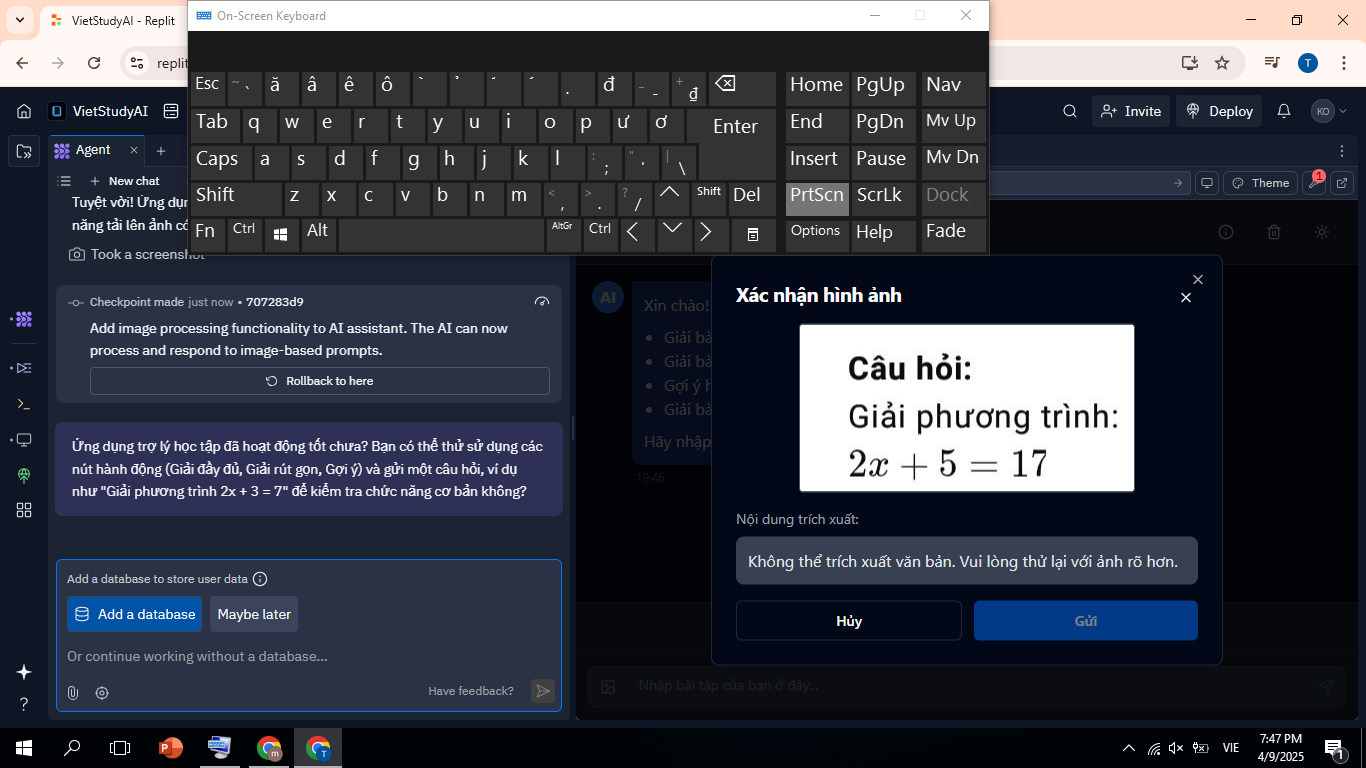 VietStudyAI - Replit
On-Screen Keyboard
replit
T
VietStudyAI
Invite
Deploy
KO
Esc ~ ` ă â ê ô ̀ ̉ ̃ ́ . đ _ - + ₫ Home PgUp Nav
Tab q w e r t y u i o p ư ơ Enter End PgDn Mv Up
Caps a s d f g h j k l : ; " ' | \ Insert Pause Mv Dn
Shift z x c v b n m < , > . ? / Shift Del PrtScn ScrLk Dock
Fn Ctrl Alt AltGr Ctrl Options Help Fade
Agent
New chat
Theme
1
Tuyệt vời! Ứng dụ
năng tải lên ảnh có
Took a screenshot
Checkpoint made just now • 707283d9
Add image processing functionality to AI assistant. The AI can now
process and respond to image-based prompts.
Rollback to here
Ứng dụng trợ lý học tập đã hoạt động tốt chưa? Bạn có thể thử sử dụng các
nút hành động (Giải đầy đủ, Giải rút gọn, Gợi ý) và gửi một câu hỏi, ví dụ
như "Giải phương trình 2x + 3 = 7" để kiểm tra chức năng cơ bản không?
Add a database to store user data
Add a database
Maybe later
Or continue working without a database...
Have feedback?
AI
Xin chào!
Giải bà
Giải bà
Gợi ý h
Giải bà
Hãy nhập
19:46
Xác nhận hình ảnh
Câu hỏi:
Giải phương trình:
2x + 5 = 17
Nội dung trích xuất:
Không thể trích xuất văn bản. Vui lòng thử lại với ảnh rõ hơn.
Hủy
Gửi
Nhập bài tập của bạn ở đây...
m
T
VIE
7:47 PM
4/9/2025
1